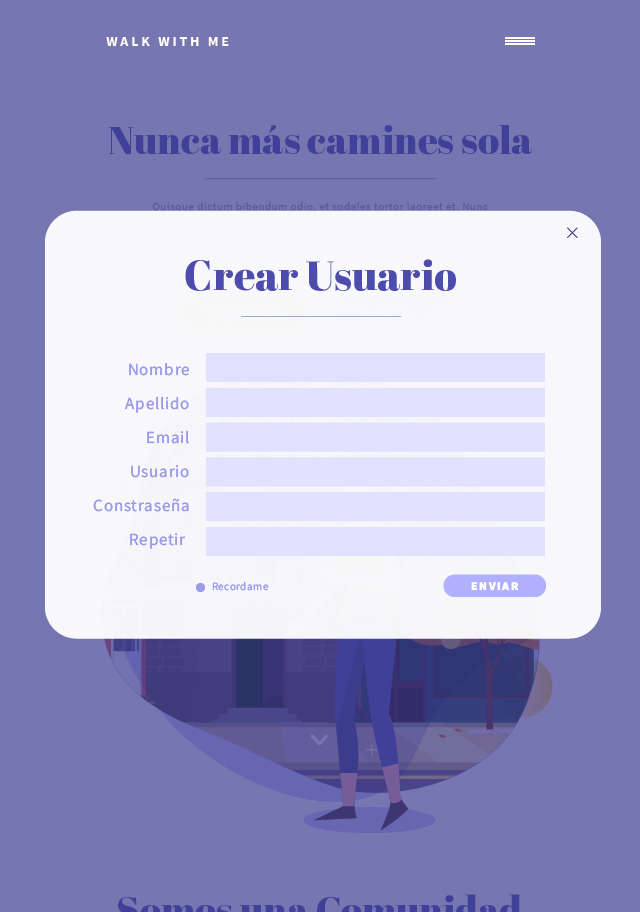 WALK WITH ME
Nunca más camines sola
Quisque dictum bibendum odio, et sodales tortor laoreet et. Nunc
Crear Usuario
Nombre
Apellido
Email
Usuario
Constraseña
Repetir
Recordame
ENVIAR
Somos una Comunidad